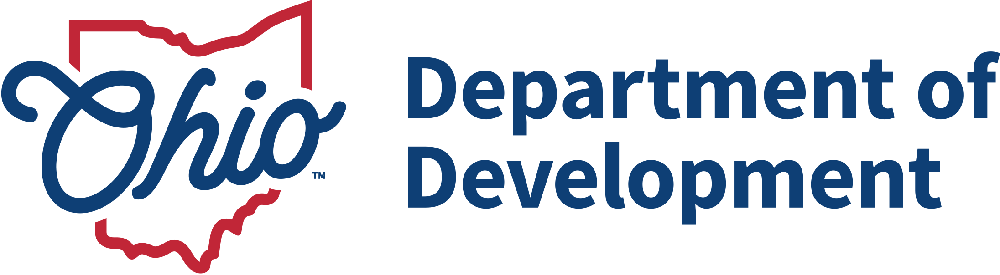 Ohio™
Department of
Development